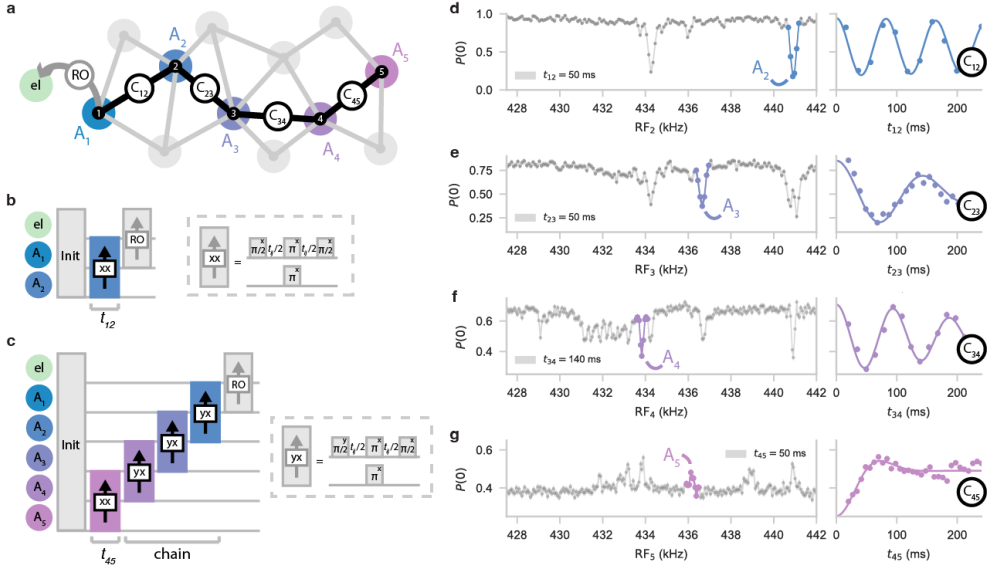 a
A₂
A₅
el
RO
C₁₂
2
C₂₃
5
C₄₅
1
3
C₃₄
4
A₁
A₃
A₄
b
el
A₁
A₂
Init
xx
RO
t₁₂
xx
=
π/2 x tᵢⱼ/2 π x tᵢⱼ/2 π/2 x
π x
c
el
A₁
A₂
A₃
A₄
A₅
Init
xx
yx
yx
yx
RO
t₄₅
chain
yx
=
π/2 y tᵢⱼ/2 π x tᵢⱼ/2 π/2 x
π x
d
P(0)
1.0
0.5
0.0
t₁₂ = 50 ms
A₂
428 430 432 434 436 438 440 442
RF₂ (kHz)
C₁₂
0 100 200
t₁₂ (ms)
e
P(0)
0.75
0.50
0.25
t₂₃ = 50 ms
A₃
428 430 432 434 436 438 440 442
RF₃ (kHz)
C₂₃
0 100 200
t₂₃ (ms)
f
P(0)
0.6
0.4
t₃₄ = 140 ms
A₄
428 430 432 434 436 438 440 442
RF₄ (kHz)
C₃₄
0 100 200
t₃₄ (ms)
g
P(0)
0.6
0.4
A₅
t₄₅ = 50 ms
428 430 432 434 436 438 440 442
RF₅ (kHz)
C₄₅
0 100 200
t₄₅ (ms)